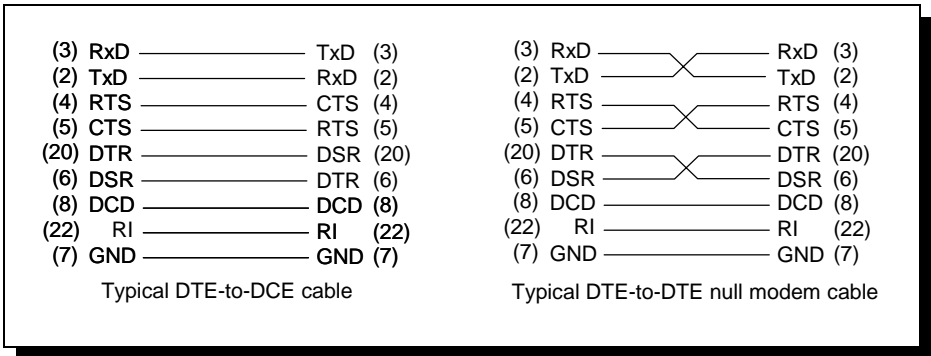 (3) RxD TxD (3)
(2) TxD RxD (2)
(4) RTS CTS (4)
(5) CTS RTS (5)
(20) DTR DSR (20)
(6) DSR DTR (6)
(8) DCD DCD (8)
(22) RI RI (22)
(7) GND GND (7)
Typical DTE-to-DCE cable
(3) RxD RxD (3)
(2) TxD TxD (2)
(4) RTS RTS (4)
(5) CTS CTS (5)
(20) DTR DTR (20)
(6) DSR DSR (6)
(8) DCD DCD (8)
(22) RI RI (22)
(7) GND GND (7)
Typical DTE-to-DTE null modem cable